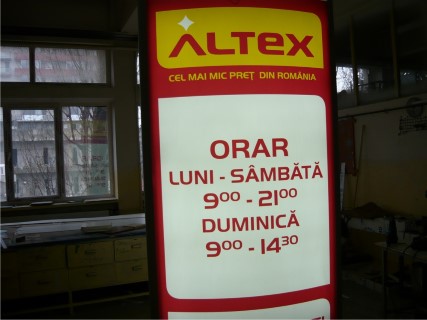 ALTEX
CEL MAI MIC PREȚ DIN ROMÂNIA
ORAR
LUNI - SÂMBĂTĂ
9⁰⁰ - 21⁰⁰
DUMINICĂ
9⁰⁰ - 14³⁰